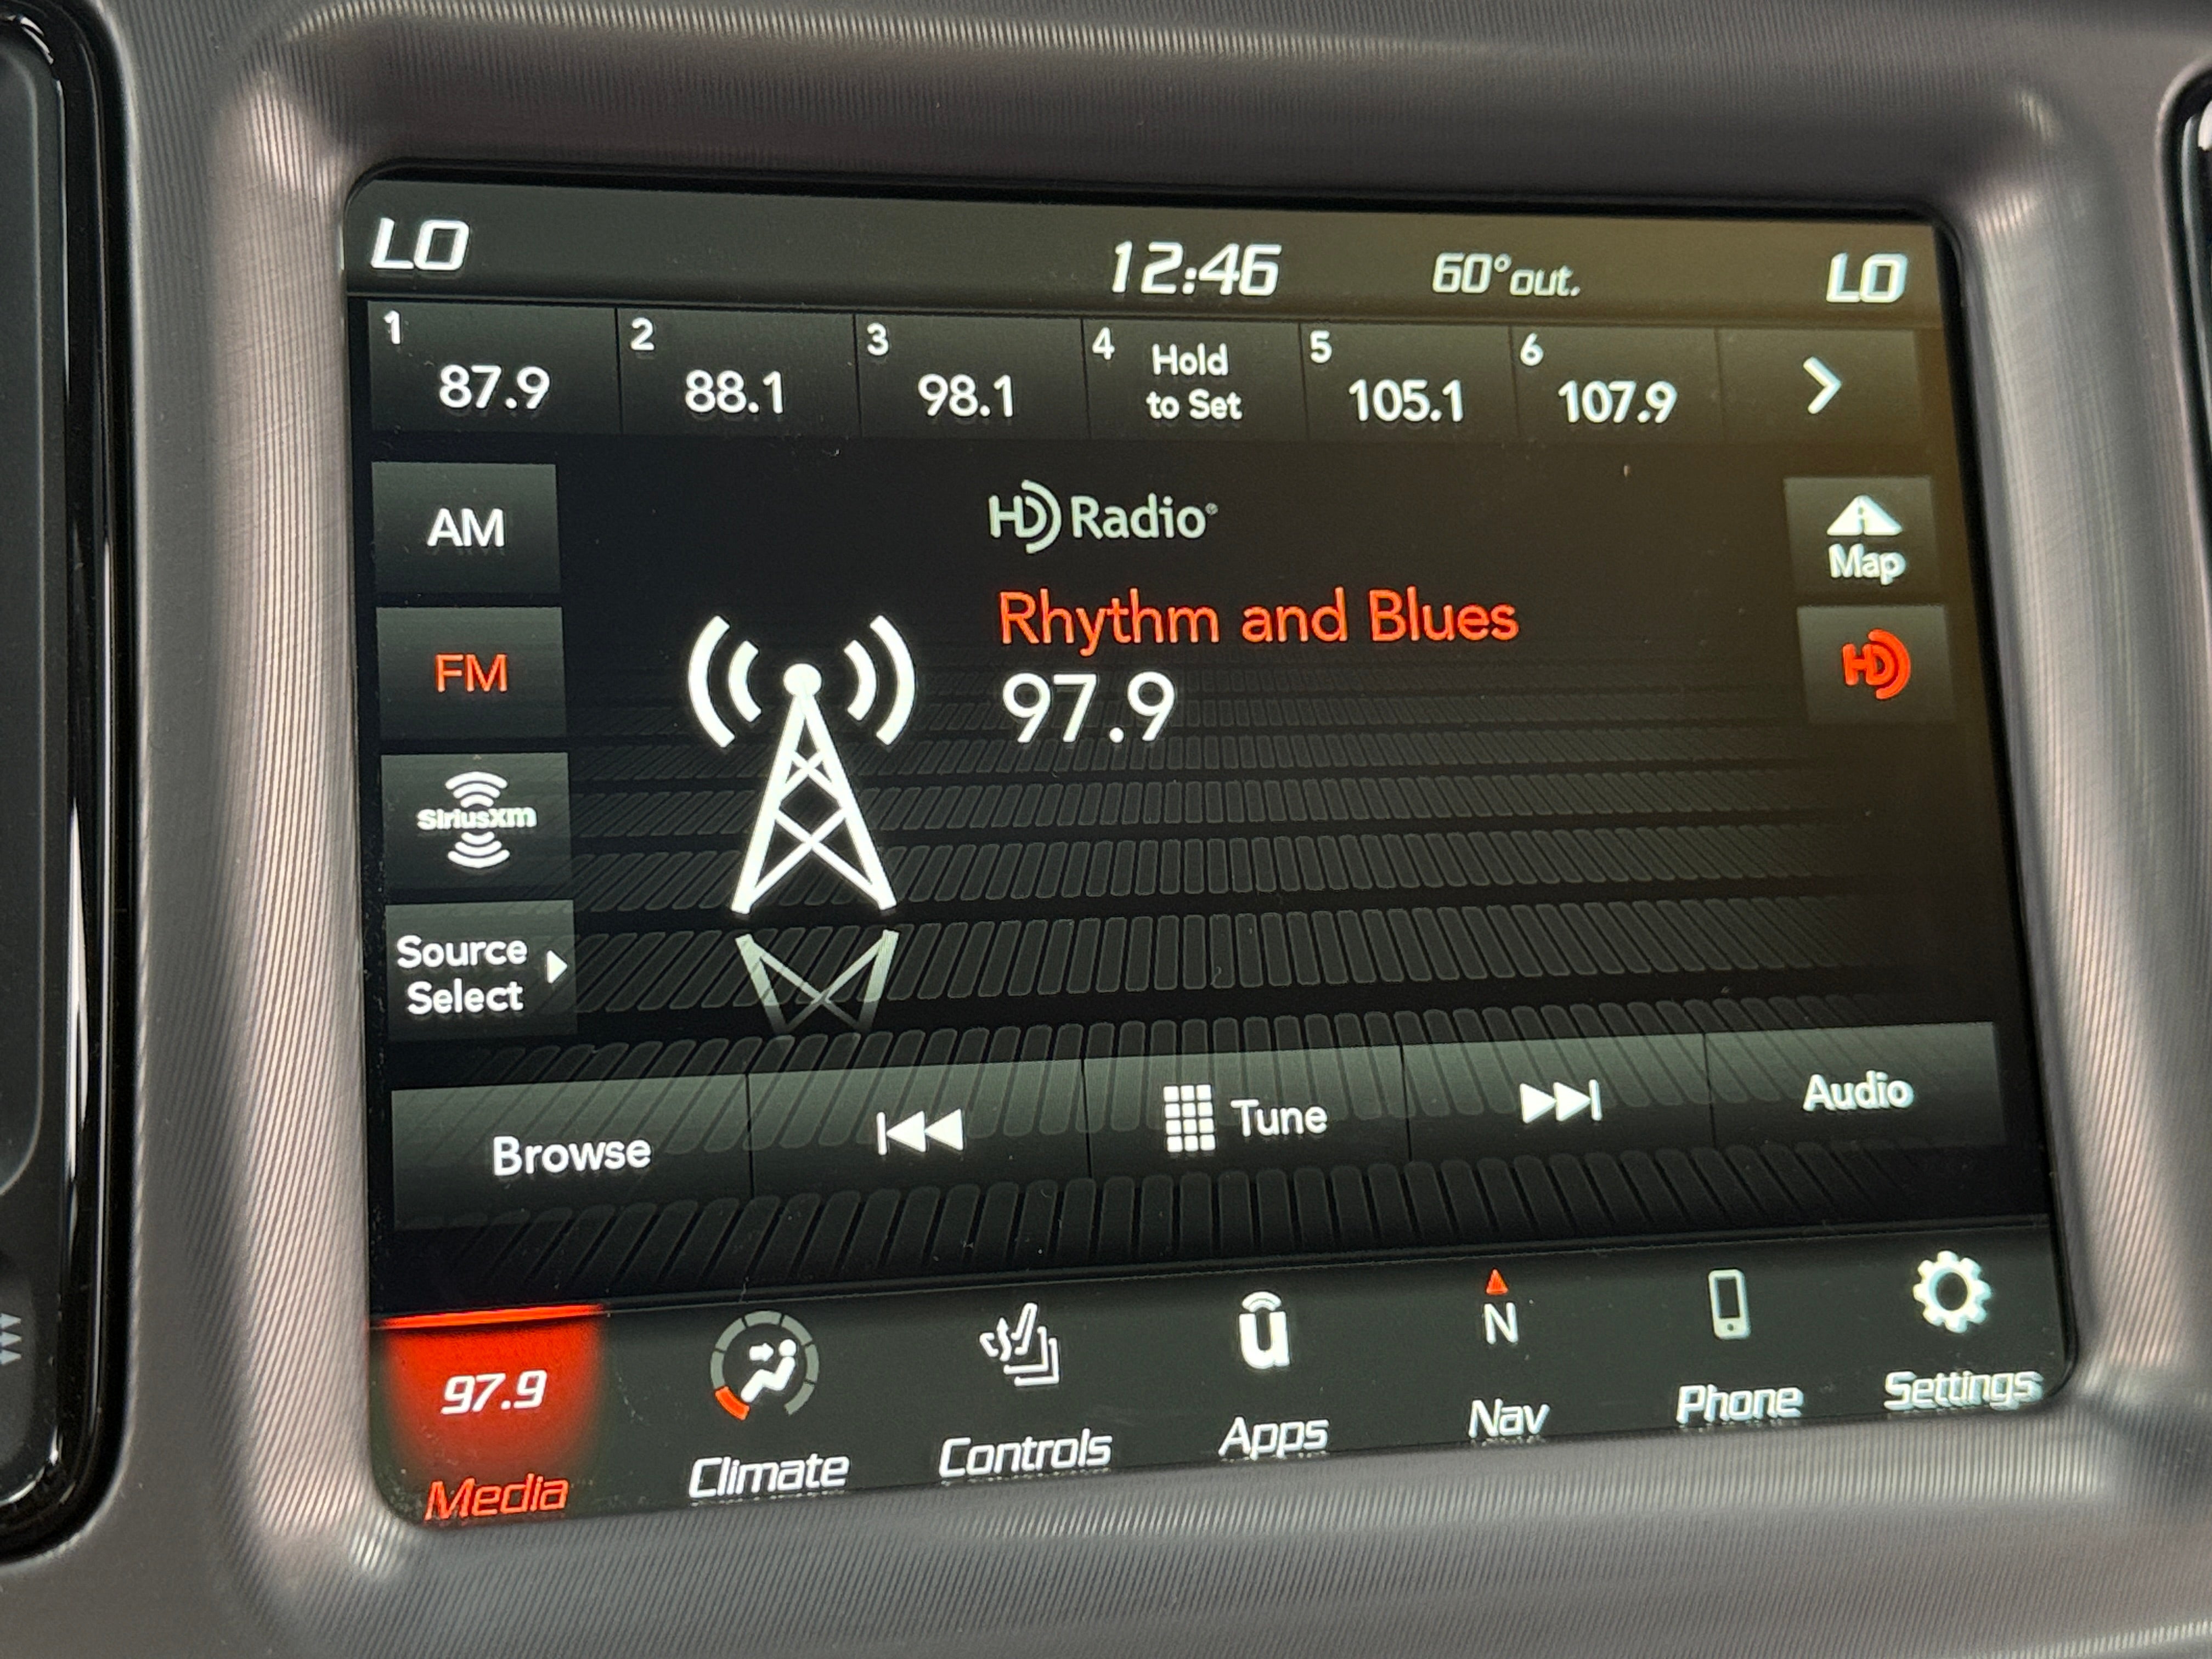 LO 12:46 60° out. LO
1 87.9 2 88.1 3 98.1 4 Hold to Set 5 105.1 6 107.9
AM
HD Radio®
Map
Rhythm and Blues
FM
97.9
HD
SiriusXM
Source
Select
Browse Tune Audio
97.9 u N
Media Climate Controls Apps Nav Phone Settings